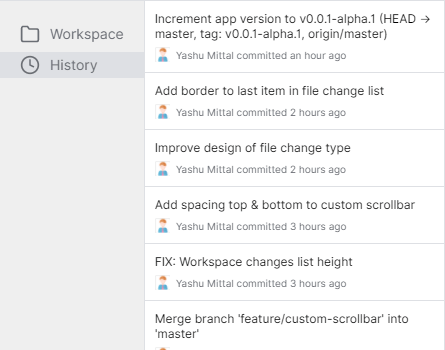 Workspace
History
Increment app version to v0.0.1-alpha.1 (HEAD →
master, tag: v0.0.1-alpha.1, origin/master)
Yashu Mittal committed an hour ago
Add border to last item in file change list
Yashu Mittal committed 2 hours ago
Improve design of file change type
Yashu Mittal committed 2 hours ago
Add spacing top & bottom to custom scrollbar
Yashu Mittal committed 3 hours ago
FIX: Workspace changes list height
Yashu Mittal committed 3 hours ago
Merge branch 'feature/custom-scrollbar' into
'master'